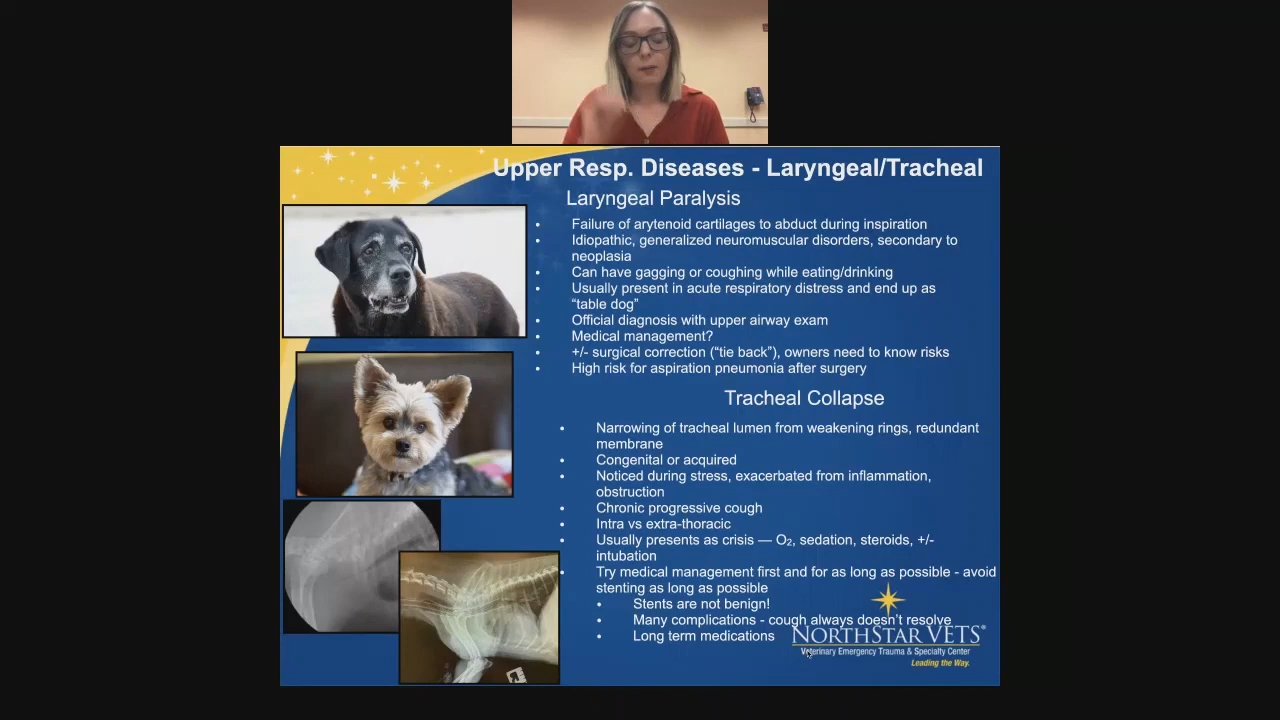 Upper Resp. Diseases - Laryngeal/Tracheal
Laryngeal Paralysis
• Failure of arytenoid cartilages to abduct during inspiration
• Idiopathic, generalized neuromuscular disorders, secondary to
neoplasia
• Can have gagging or coughing while eating/drinking
• Usually present in acute respiratory distress and end up as
“table dog”
• Official diagnosis with upper airway exam
• Medical management?
• +/- surgical correction (“tie back”), owners need to know risks
• High risk for aspiration pneumonia after surgery
Tracheal Collapse
• Narrowing of tracheal lumen from weakening rings, redundant
membrane
• Congenital or acquired
• Noticed during stress, exacerbated from inflammation,
obstruction
• Chronic progressive cough
• Intra vs extra-thoracic
• Usually presents as crisis — O₂, sedation, steroids, +/-
intubation
• Try medical management first and for as long as possible - avoid
stenting as long as possible
• Stents are not benign!
• Many complications - cough always doesn’t resolve
• Long term medications
NORTHSTAR VETS®
Veterinary Emergency Trauma & Specialty Center
Leading the Way.